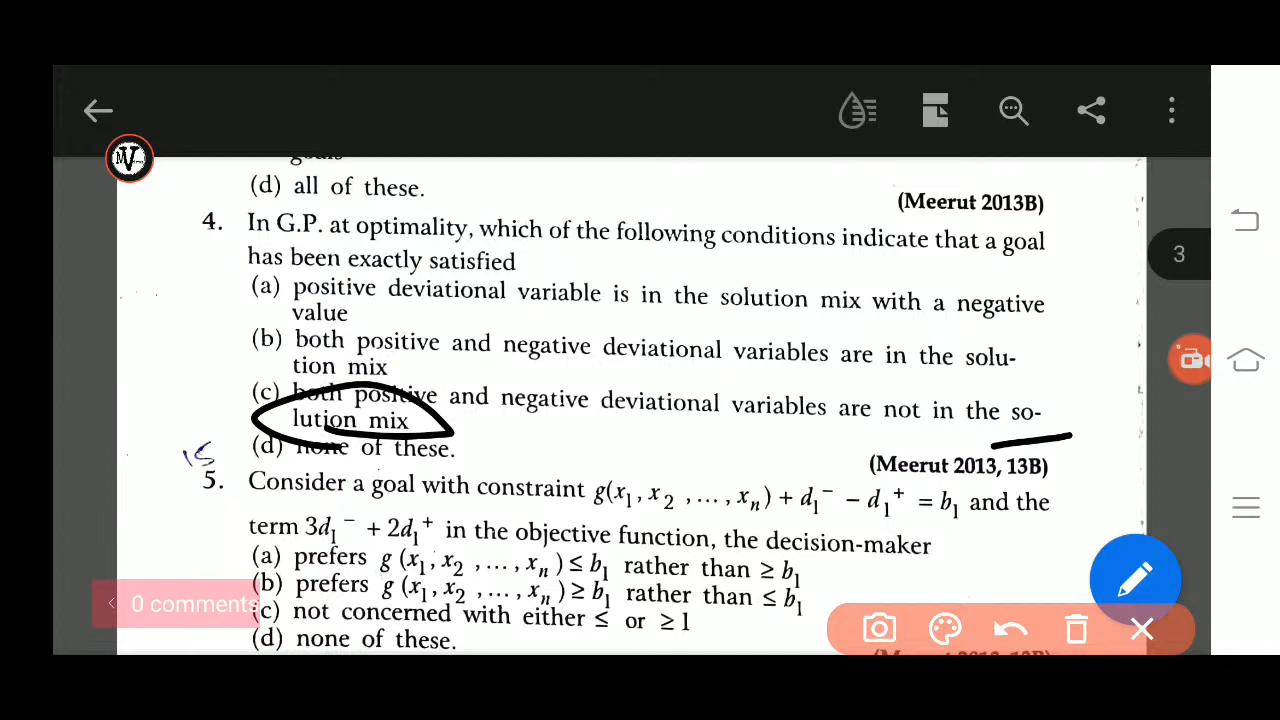 goals
(d) all of these.
(Meerut 2013B)
4. In G.P. at optimality, which of the following conditions indicate that a goal
has been exactly satisfied
(a) positive deviational variable is in the solution mix with a negative
value
(b) both positive and negative deviational variables are in the solu-
tion mix
(c) both positive and negative deviational variables are not in the so-
lution mix
(d) none of these.
(Meerut 2013, 13B)
15
5. Consider a goal with constraint g(x₁, x₂ ,..., xₙ) + d₁⁻ − d₁⁺ = b₁ and the
term 3d₁⁻ + 2d₁⁺ in the objective function, the decision-maker
(a) prefers g (x₁, x₂ ,..., xₙ) ≤ b₁ rather than ≥ b₁
(b) prefers g (x₁, x₂ ,..., xₙ) ≥ b₁ rather than ≤ b₁
(c) not concerned with either ≤ or ≥ 1
(d) none of these.
3
0 comments
MV